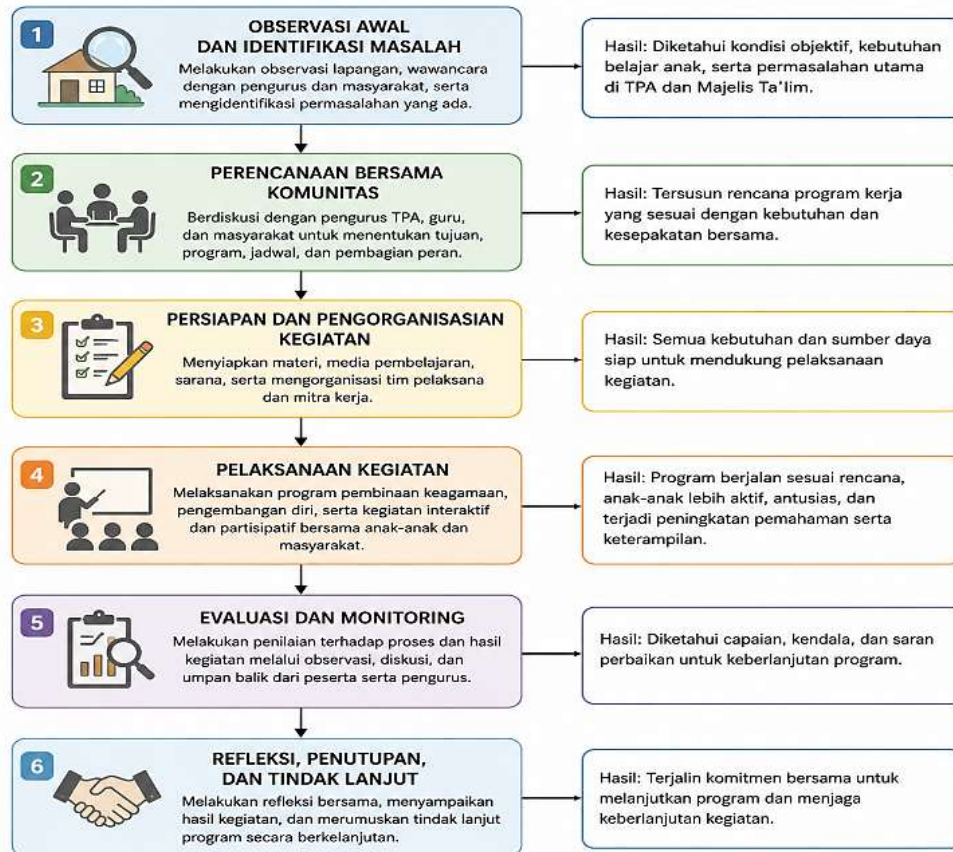 1
OBSERVASI AWAL
DAN IDENTIFIKASI MASALAH
Melakukan observasi lapangan, wawancara
dengan pengurus dan masyarakat, serta
mengidentifikasi permasalahan yang ada.
Hasil: Diketahui kondisi objektif, kebutuhan
belajar anak, serta permasalahan utama
di TPA dan Majelis Ta'lim.
2
PERENCANAAN BERSAMA
KOMUNITAS
Berdiskusi dengan pengurus TPA, guru,
dan masyarakat untuk menentukan tujuan,
program, jadwal, dan pembagian peran.
Hasil: Tersusun rencana program kerja
yang sesuai dengan kebutuhan dan
kesepakatan bersama.
3
PERSIAPAN DAN PENGORGANISASIAN
KEGIATAN
Menyiapkan materi, media pembelajaran,
sarana, serta mengorganisasi tim pelaksana
dan mitra kerja.
Hasil: Semua kebutuhan dan sumber daya
siap untuk mendukung pelaksanaan
kegiatan.
4
PELAKSANAAN KEGIATAN
Melaksanakan program pembinaan keagamaan,
pengembangan diri, serta kegiatan interaktif
dan partisipatif bersama anak-anak dan
masyarakat.
Hasil: Program berjalan sesuai rencana,
anak-anak lebih aktif, antusias, dan
terjadi peningkatan pemahaman serta
keterampilan.
5
EVALUASI DAN MONITORING
Melakukan penilaian terhadap proses dan hasil
kegiatan melalui observasi, diskusi, dan
umpan balik dari peserta serta pengurus.
Hasil: Diketahui capaian, kendala, dan saran
perbaikan untuk keberlanjutan program.
6
REFLEKSI, PENUTUPAN,
DAN TINDAK LANJUT
Melakukan refleksi bersama, menyampaikan
hasil kegiatan, dan merumuskan tindak lanjut
program secara berkelanjutan.
Hasil: Terjalin komitmen bersama untuk
melanjutkan program dan menjaga
keberlanjutan kegiatan.